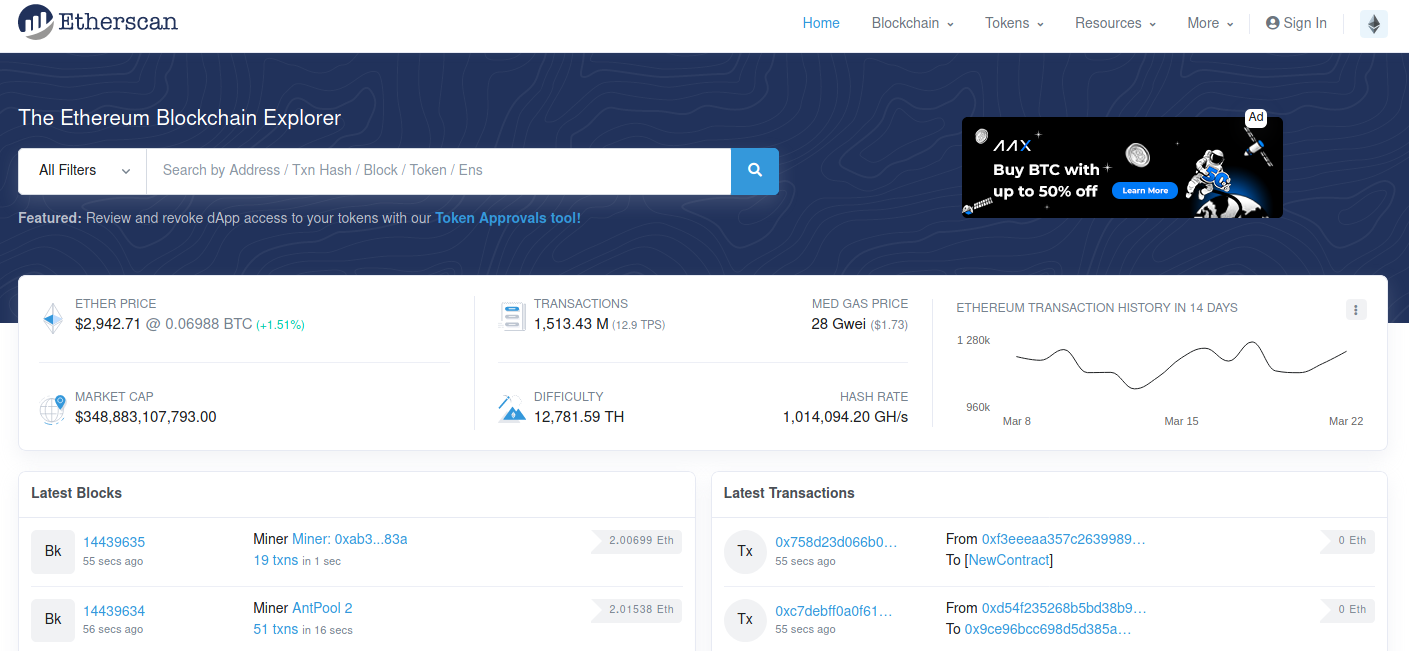 Etherscan
Home Blockchain Tokens Resources More Sign In
The Ethereum Blockchain Explorer
All Filters Search by Address / Txn Hash / Block / Token / Ens
Featured: Review and revoke dApp access to your tokens with our Token Approvals tool!
Ad
AAX
Buy BTC with
up to 50% off
Learn More
ETHER PRICE
$2,942.71 @ 0.06988 BTC (+1.51%)
MARKET CAP
$348,883,107,793.00
TRANSACTIONS
1,513.43 M (12.9 TPS)
MED GAS PRICE
28 Gwei ($1.73)
DIFFICULTY
12,781.59 TH
HASH RATE
1,014,094.20 GH/s
ETHEREUM TRANSACTION HISTORY IN 14 DAYS
1 280k
960k
Mar 8 Mar 15 Mar 22
Latest Blocks
Bk
14439635
55 secs ago
Miner Miner: 0xab3...83a
19 txns in 1 sec
2.00699 Eth
Bk
14439634
56 secs ago
Miner AntPool 2
51 txns in 16 secs
2.01538 Eth
Latest Transactions
Tx
0x758d23d066b0...
55 secs ago
From 0xf3eeeaa357c2639989...
To [NewContract]
0 Eth
Tx
0xc7debff0a0f61...
55 secs ago
From 0xd54f235268b5bd38b9...
To 0x9ce96bcc698d5d385a...
0 Eth